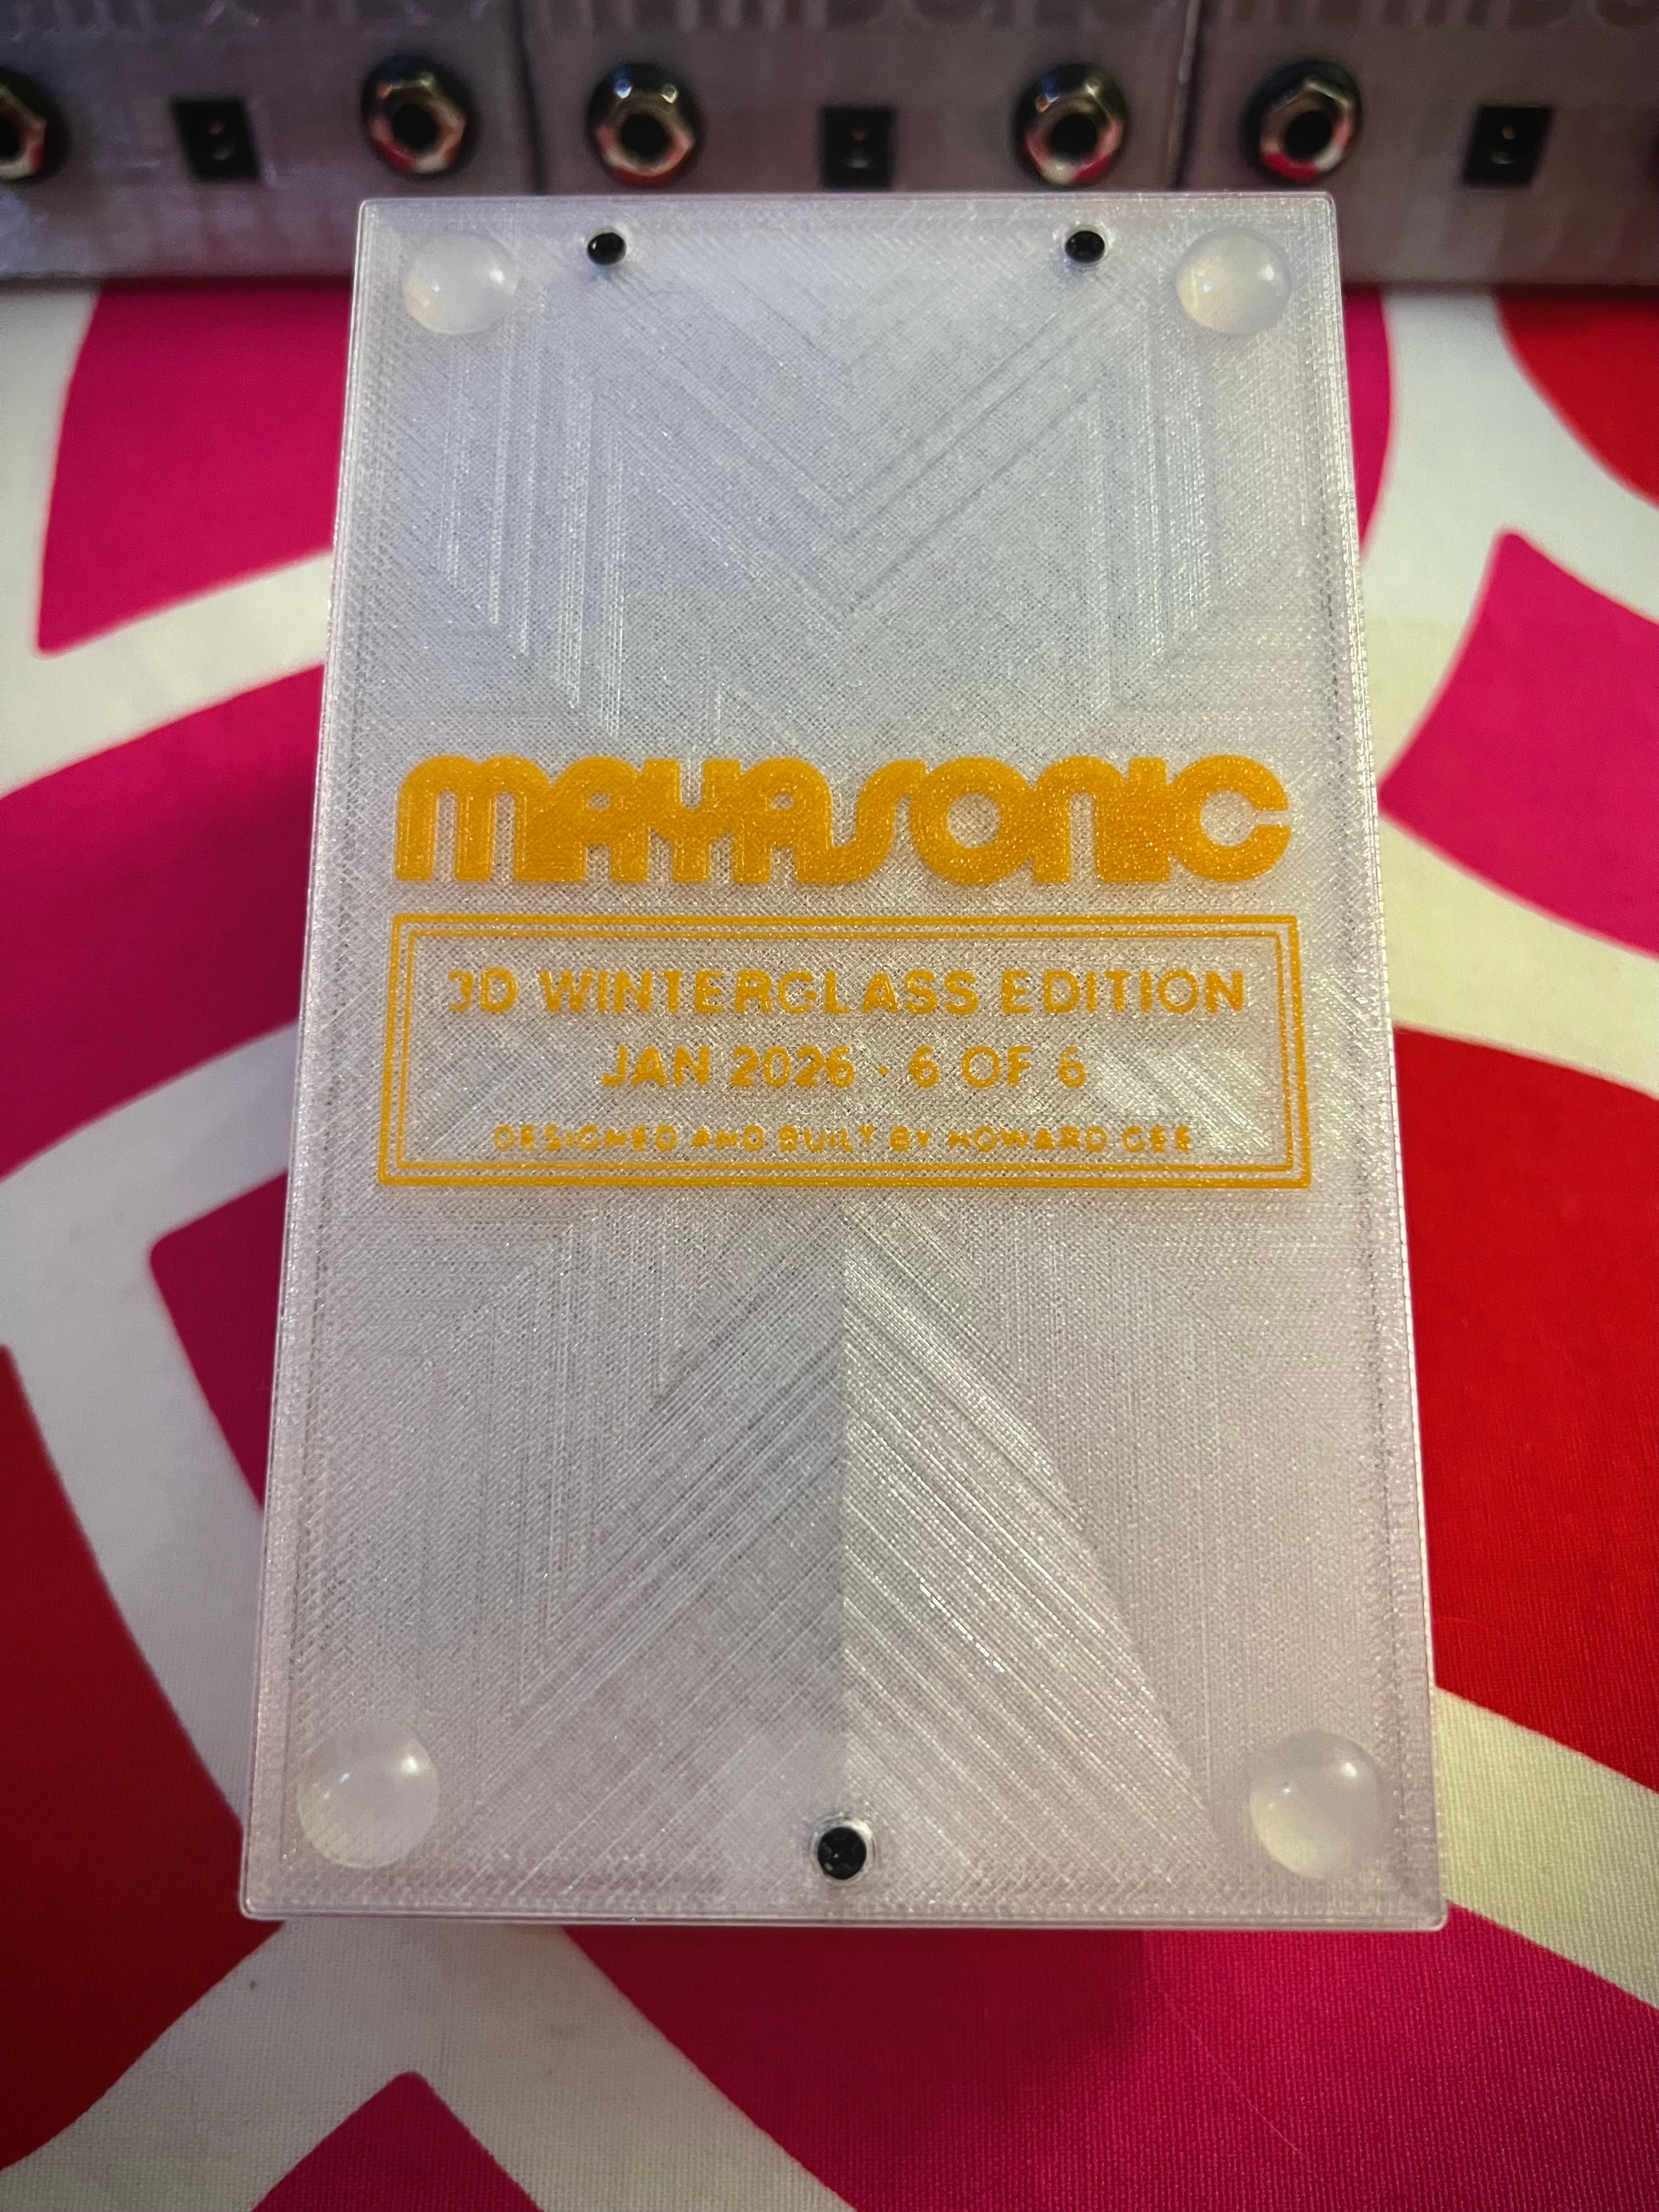 MAYASONIC
3D WINTERGLASS EDITION
JAN 2026 · 6 OF 6
DESIGNED AND BUILT BY HOWARD GEE